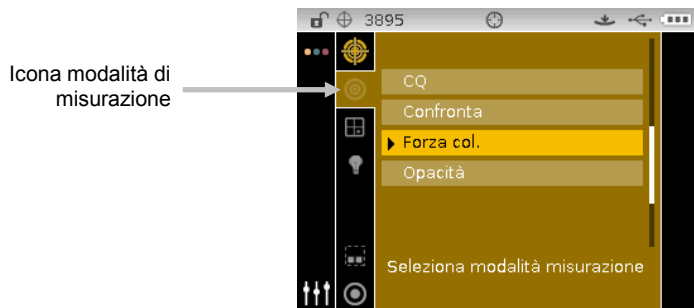 3895
Icona modalità di
misurazione
CQ
Confronta
Forza col.
Opacità
Seleziona modalità misurazione